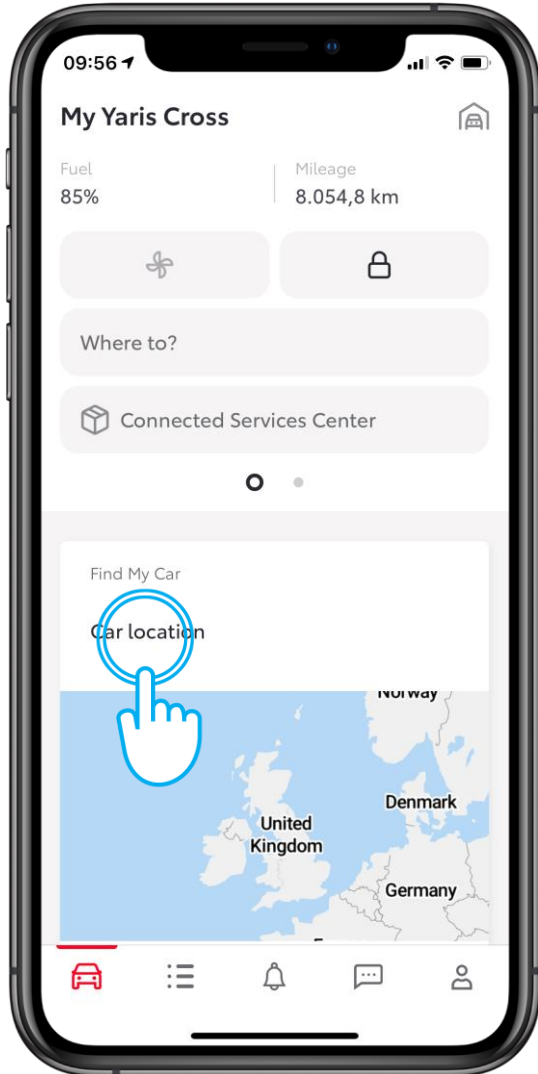 09:56
My Yaris Cross
Fuel
Mileage
85%
8.054,8 km
Where to?
Connected Services Center
Find My Car
Car location
Norway
Denmark
United
Kingdom
Germany